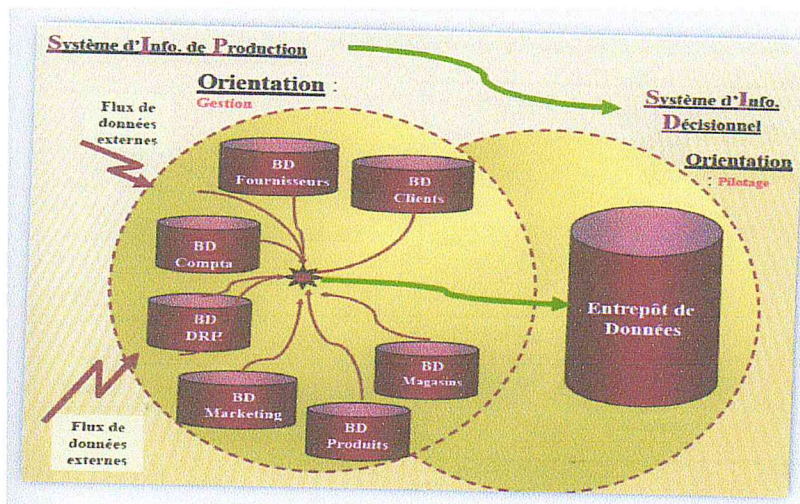 Système d'Info. de Production
Orientation :
Gestion
Flux de
données
externes
Système d'Info.
Décisionnel
Orientation
: Pilotage
BD
Fournisseurs
BD
Clients
BD
Compta
BD
DRH
BD
Marketing
BD
Produits
BD
Magasins
Entrepôt de
Données
Flux de
données
externes